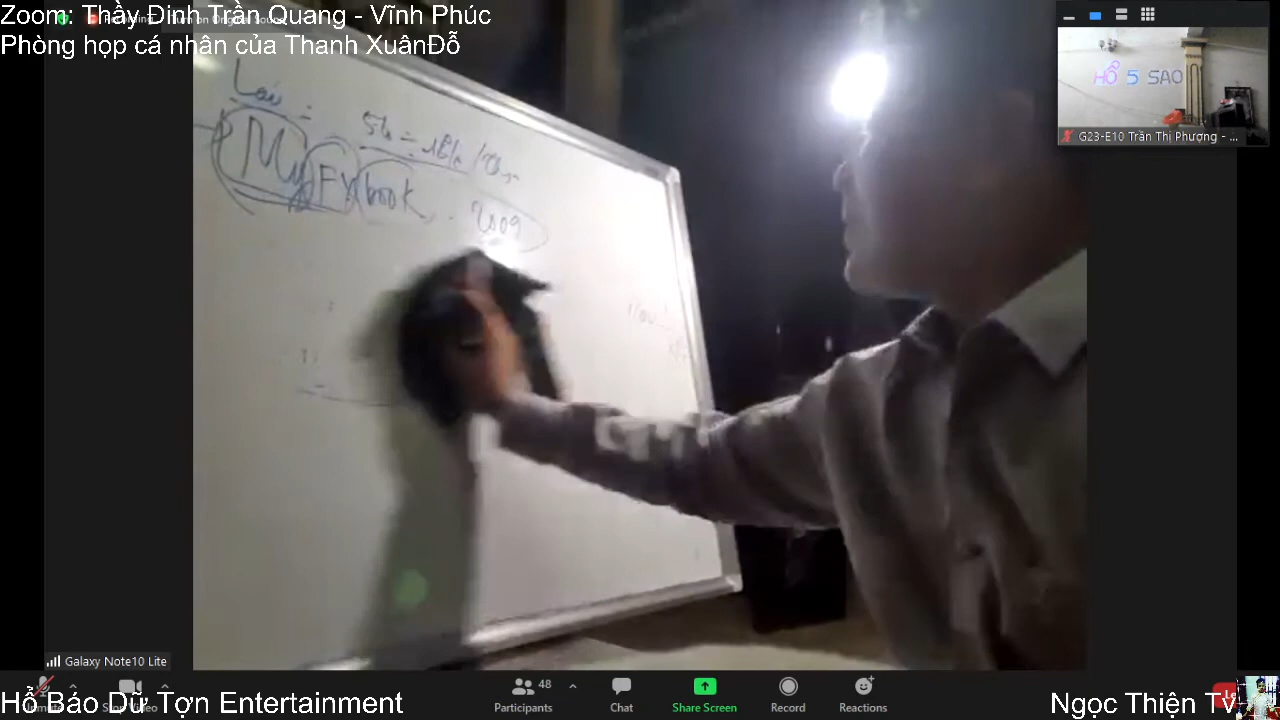 Zoom: Thầy Đinh Trần Quang - Vĩnh Phúc
Phòng họp cá nhân của Thanh XuânĐỗ
HỔ 5 SAO
G23-E10 Trần Thị Phượng - ...
Lãi
MyFxbook 2009
Galaxy Note10 Lite
48
Participants
Chat
Share Screen
Record
Reactions
Hổ Báo Dữ Tợn Entertainment
Ngọc Thiện Tv